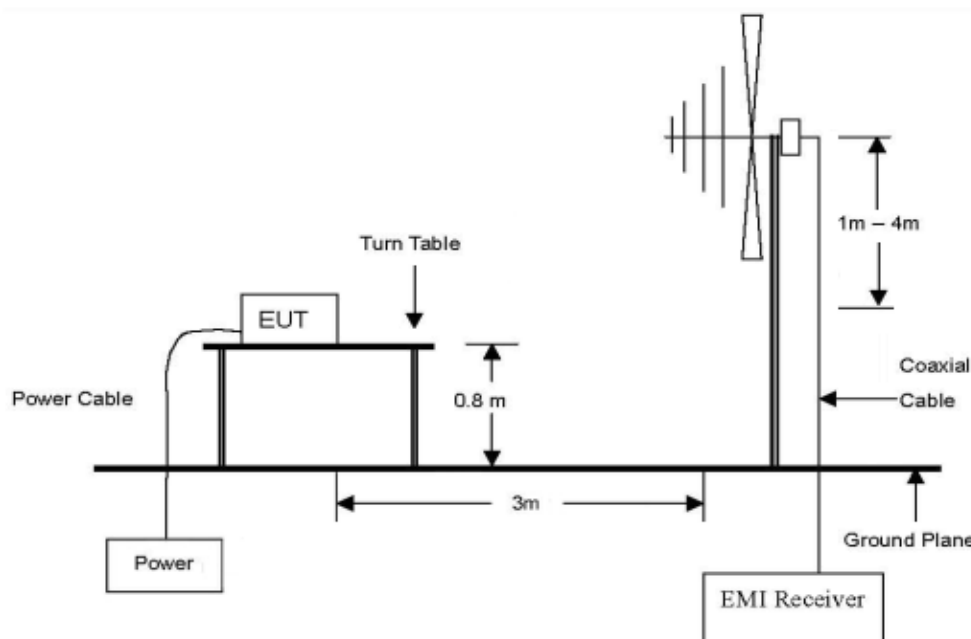 1m – 4m
Turn Table
EUT
Coaxial
Cable
Power Cable
0.8 m
3m
Ground Plane
Power
EMI Receiver